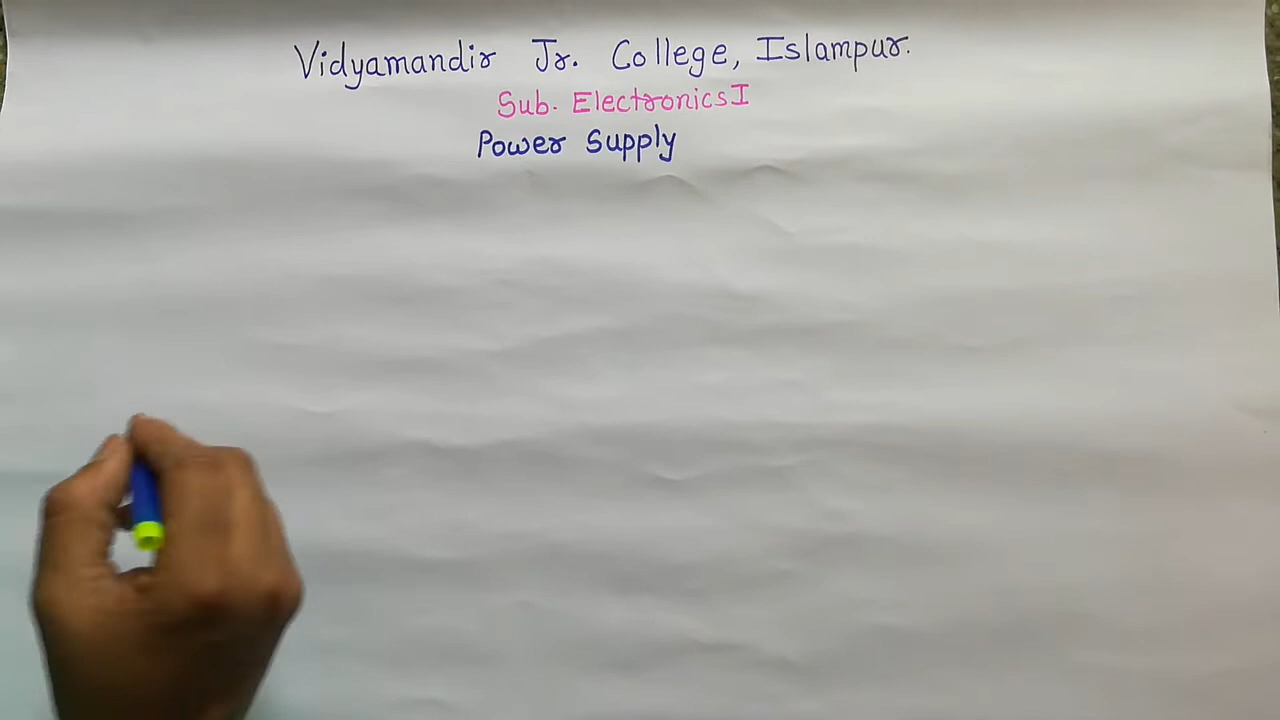 Vidyamandir Jr. College, Islampur.
Sub. Electronics I
Power Supply